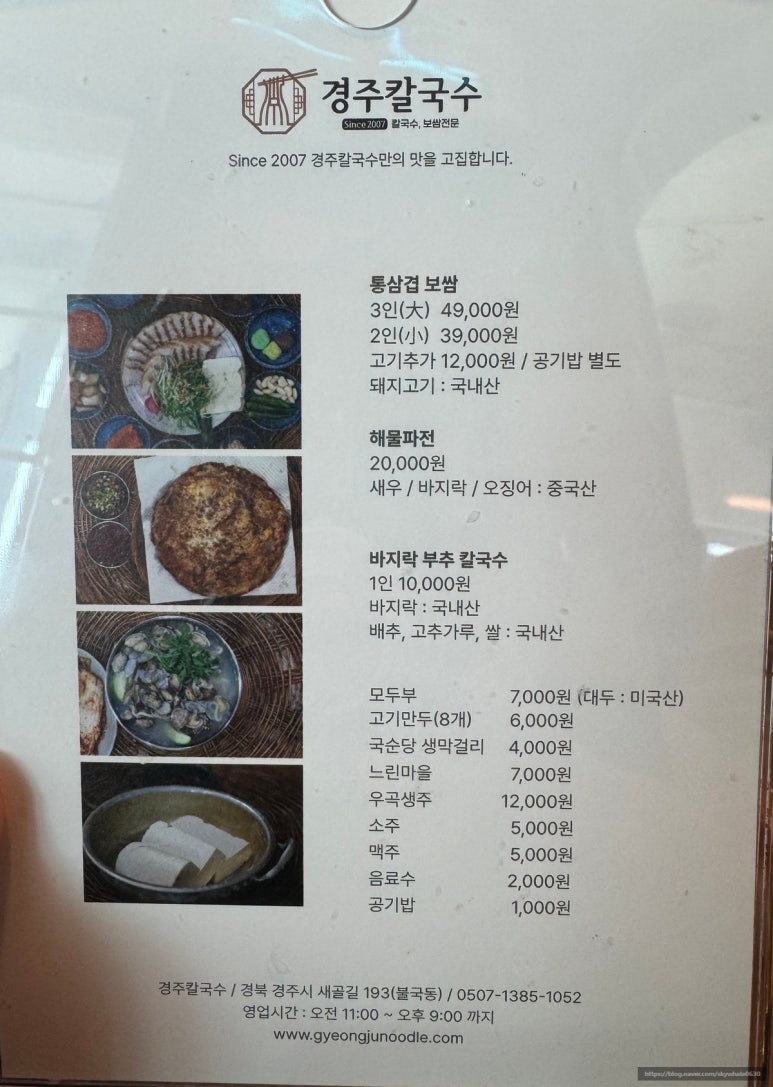 경주칼국수
Since 2007 칼국수, 보쌈전문
Since 2007 경주칼국수만의 맛을 고집합니다.
통삼겹 보쌈
3인(大) 49,000원
2인(小) 39,000원
고기추가 12,000원 / 공기밥 별도
돼지고기 : 국내산
해물파전
20,000원
새우 / 바지락 / 오징어 : 중국산
바지락 부추 칼국수
1인 10,000원
바지락 : 국내산
배추, 고추가루, 쌀 : 국내산
모두부 7,000원 (대두 : 미국산)
고기만두(8개) 6,000원
국순당 생막걸리 4,000원
느린마을 7,000원
우곡생주 12,000원
소주 5,000원
맥주 5,000원
음료수 2,000원
공기밥 1,000원
경주칼국수 / 경북 경주시 새골길 193(불국동) / 0507-1385-1052
영업시간 : 오전 11:00 ~ 오후 9:00 까지
www.gyeongjunoodle.com
https://blog.naver.com/skywhale0630